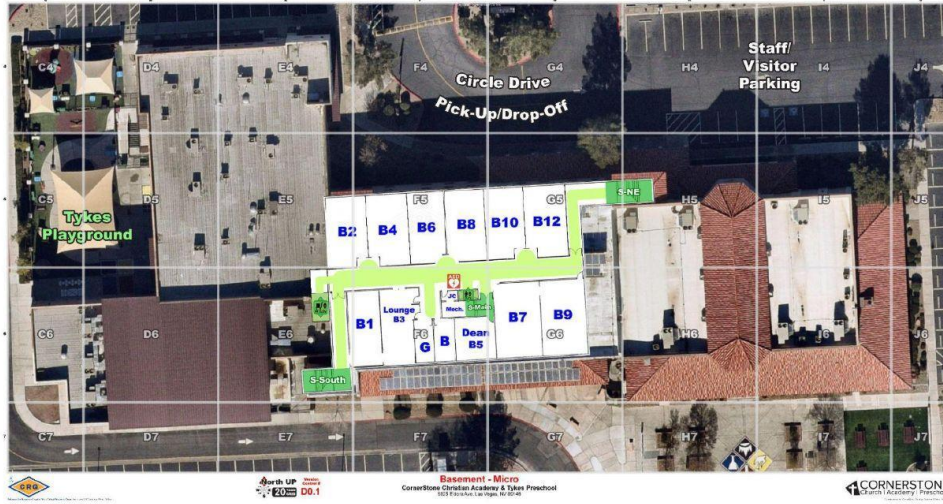 C4 D4 E4 F4 G4 H4 I4 J4
Staff/
Visitor
Parking
Circle Drive
Pick-Up/Drop-Off
C5 D5 E5 F5 G5 H5 I5 J5
S-NE
Tykes
Playground
B2 B4 B6 B8 B10 B12
AED
JC
Mech.
Lounge
B3
B1
G
B
Dean
B5
B7
B9
C6 D6 E6 F6 G6 H6 I6 J6
S-South
C7 D7 E7 F7 G7 H7 I7 J7
CRG
North UP
20
D0.1
Basement - Micro
CornerStone Christian Academy & Tykes Preschool
CORNERSTON
Church | Academy | Prescho